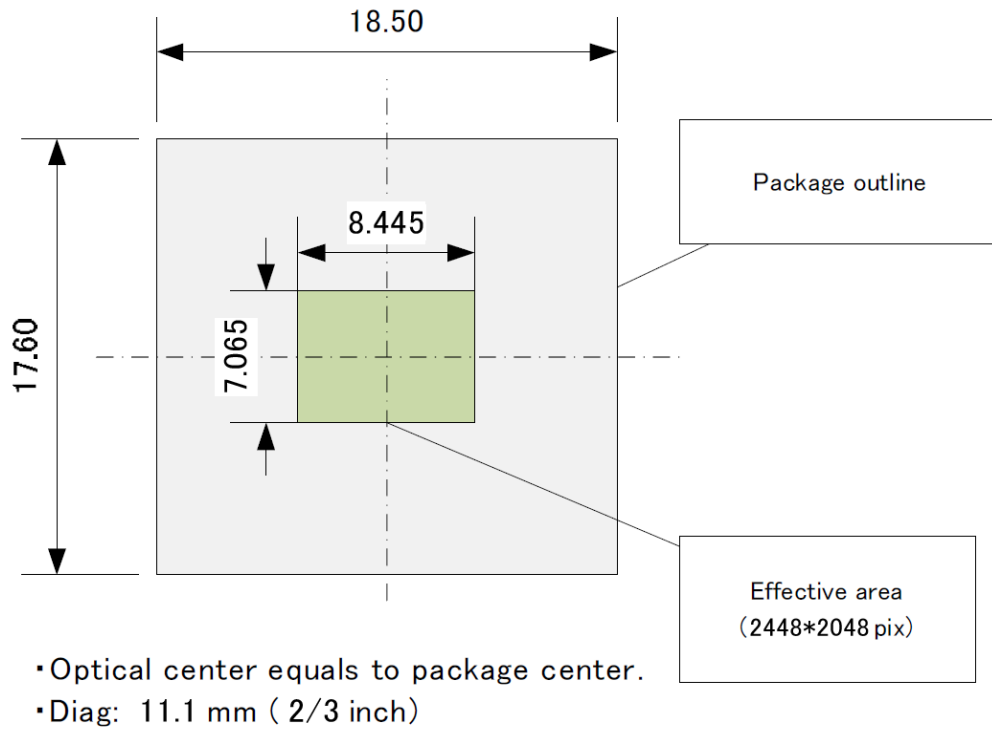 18.50
Package outline
8.445
7.065
17.60
Effective area
(2448*2048 pix)
・Optical center equals to package center.
・Diag: 11.1 mm ( 2/3 inch)